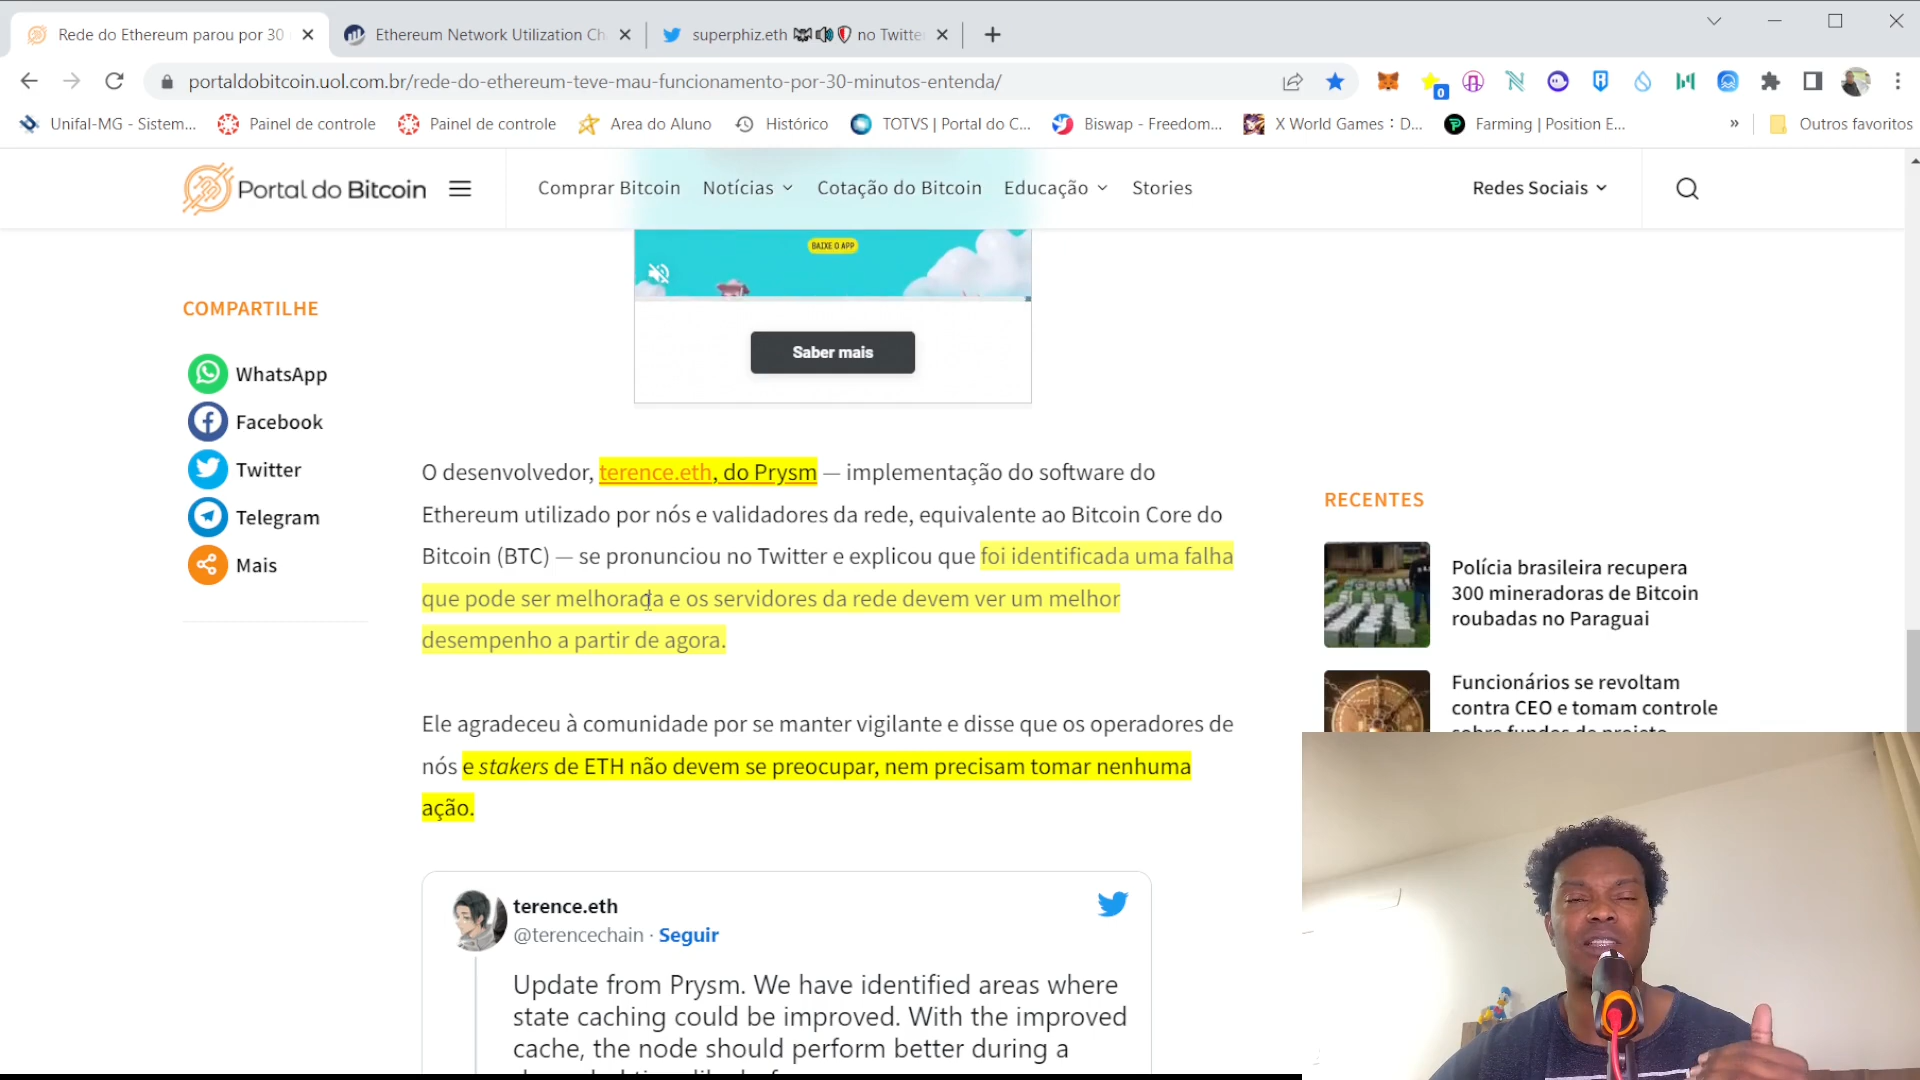 Rede do Ethereum parou por 30
Ethereum Network Utilization Ch
superphiz.eth no Twitte
portaldobitcoin.uol.com.br/rede-do-ethereum-teve-mau-funcionamento-por-30-minutos-entenda/
0
Unifal-MG - Sistem...
Painel de controle
Painel de controle
Area do Aluno
Histórico
TOTVS | Portal do C...
Biswap - Freedom...
X World Games : D...
Farming | Position E...
»
Outros favoritos
Portal do Bitcoin
Comprar Bitcoin
Notícias
Cotação do Bitcoin
Educação
Stories
Redes Sociais
BAIXE O APP
Saber mais
COMPARTILHE
WhatsApp
Facebook
Twitter
Telegram
Mais
O desenvolvedor, terence.eth, do Prysm — implementação do software do
Ethereum utilizado por nós e validadores da rede, equivalente ao Bitcoin Core do
Bitcoin (BTC) — se pronunciou no Twitter e explicou que foi identificada uma falha
que pode ser melhorada e os servidores da rede devem ver um melhor
desempenho a partir de agora.
Ele agradeceu à comunidade por se manter vigilante e disse que os operadores de
nós e stakers de ETH não devem se preocupar, nem precisam tomar nenhuma
ação.
terence.eth
@terencechain · Seguir
Update from Prysm. We have identified areas where
state caching could be improved. With the improved
cache, the node should perform better during a
RECENTES
Polícia brasileira recupera
300 mineradoras de Bitcoin
roubadas no Paraguai
Funcionários se revoltam
contra CEO e tomam controle
sobre fundos de projeto